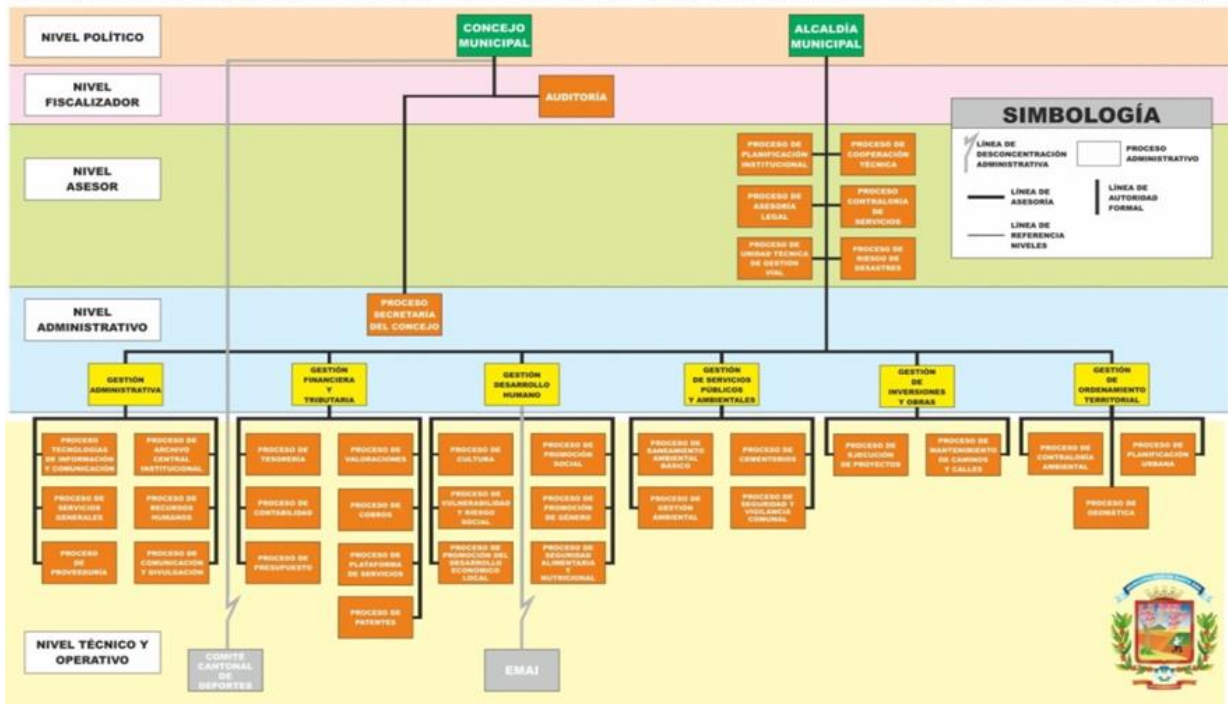 NIVEL POLÍTICO
CONCEJO
MUNICIPAL
ALCALDÍA
MUNICIPAL
NIVEL
FISCALIZADOR
AUDITORÍA
SIMBOLOGÍA
LÍNEA DE
DESCONCENTRACIÓN
ADMINISTRATIVA
PROCESO
ADMINISTRATIVO
LÍNEA DE
ASESORÍA
LÍNEA DE
AUTORIDAD
FORMAL
LÍNEA DE
REFERENCIA
NIVELES
NIVEL
ASESOR
PROCESO DE
PLANIFICACIÓN
INSTITUCIONAL
PROCESO DE
COOPERACIÓN
TÉCNICA
PROCESO DE
ASESORÍA
LEGAL
PROCESO
CONTRALORÍA
DE
SERVICIOS
PROCESO DE
UNIDAD TÉCNICA
DE GESTIÓN
VIAL
PROCESO DE
RIESGO DE
DESASTRES
NIVEL
ADMINISTRATIVO
PROCESO
SECRETARÍA
DEL CONCEJO
GESTIÓN
ADMINISTRATIVA
GESTIÓN
FINANCIERA
Y
TRIBUTARIA
GESTIÓN
DESARROLLO
HUMANO
GESTIÓN
DE SERVICIOS
PÚBLICOS
Y AMBIENTALES
GESTIÓN
DE
INVERSIONES
Y OBRAS
GESTIÓN
DE
ORDENAMIENTO
TERRITORIAL
PROCESO
TECNOLOGÍAS
DE INFORMACIÓN
Y COMUNICACIÓN
PROCESO DE
ARCHIVO
CENTRAL
INSTITUCIONAL
PROCESO DE
SERVICIOS
GENERALES
PROCESO DE
RECURSOS
HUMANOS
PROCESO
DE
PROVEEDURÍA
PROCESO DE
COMUNICACIÓN
Y DIVULGACIÓN
PROCESO DE
TESORERÍA
PROCESO DE
VALORACIONES
PROCESO DE
CONTABILIDAD
PROCESO DE
COBROS
PROCESO DE
PRESUPUESTO
PROCESO DE
PLATAFORMA
DE SERVICIOS
PROCESO DE
PATENTES
PROCESO DE
CULTURA
PROCESO DE
PROMOCIÓN
SOCIAL
PROCESO DE
VULNERABILIDAD
Y RIESGO
SOCIAL
PROCESO DE
PROMOCIÓN
DE GÉNERO
PROCESO DE
PROMOCIÓN DEL
DESARROLLO
ECONÓMICO
LOCAL
PROCESO DE
SEGURIDAD
ALIMENTARIA
Y
NUTRICIONAL
PROCESO DE
SANEAMIENTO
AMBIENTAL
BÁSICO
PROCESO DE
CEMENTERIOS
PROCESO DE
GESTIÓN
AMBIENTAL
PROCESO DE
SEGURIDAD Y
VIGILANCIA
COMUNAL
PROCESO DE
EJECUCIÓN
DE PROYECTOS
PROCESO DE
MANTENIMIENTO
DE CAMINOS
Y CALLES
PROCESO DE
CONTRALORÍA
AMBIENTAL
PROCESO DE
PLANIFICACIÓN
URBANA
PROCESO DE
GEOMÁTICA
NIVEL TÉCNICO Y
OPERATIVO
COMITÉ
CANTONAL
DE
DEPORTES
EMAI